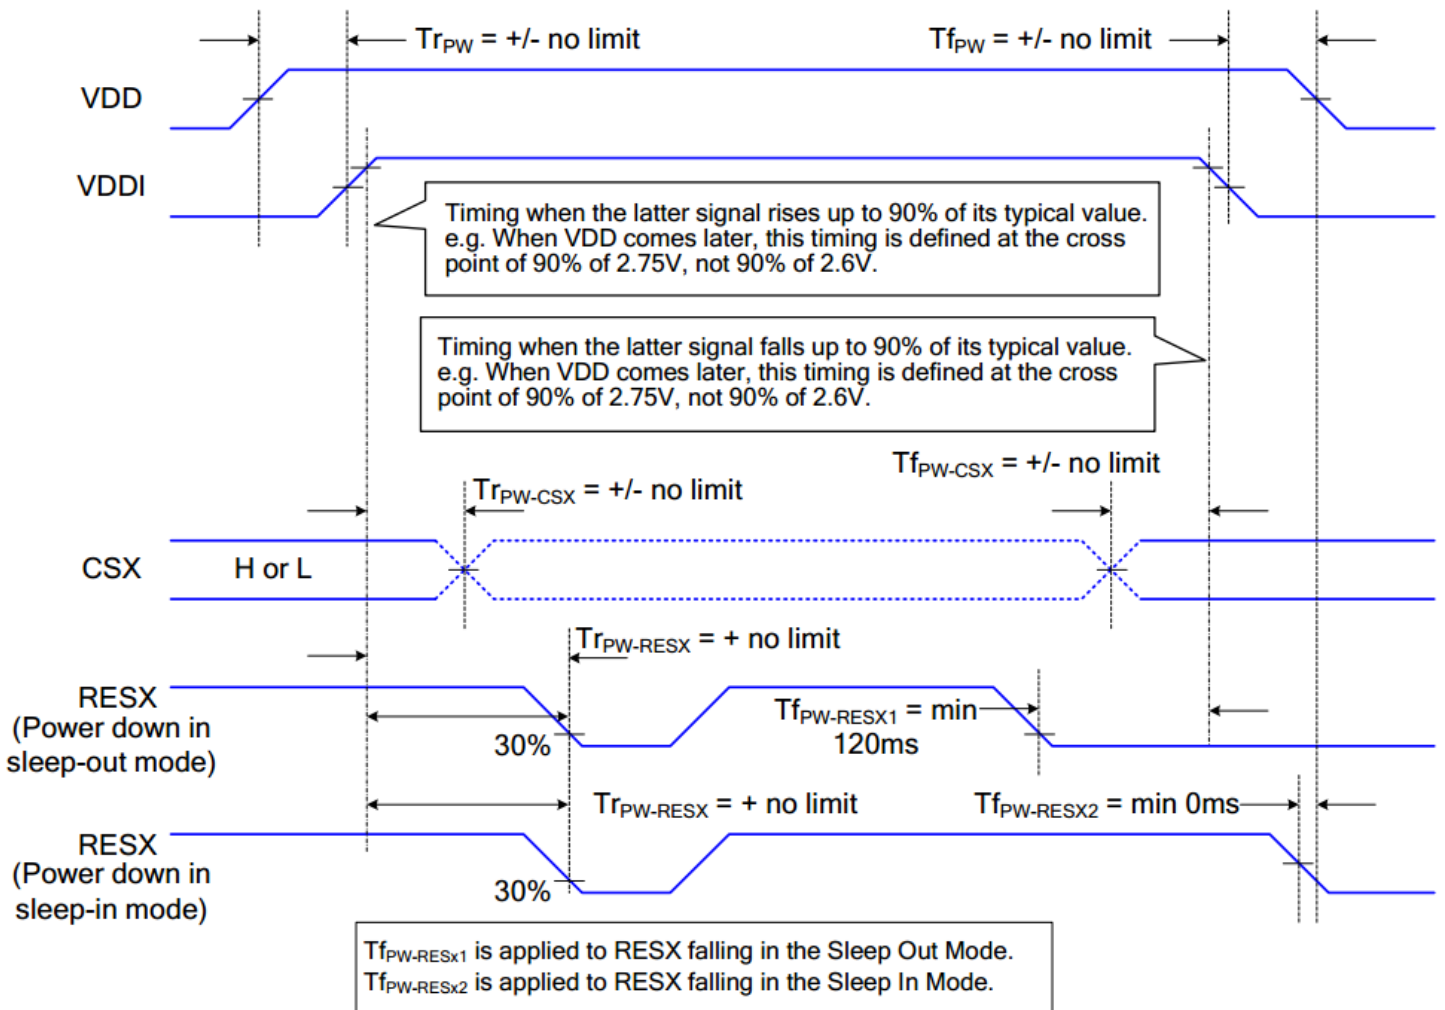 TrPW = +/- no limit
TfPW = +/- no limit
VDD
VDDI
Timing when the latter signal rises up to 90% of its typical value.
e.g. When VDD comes later, this timing is defined at the cross
point of 90% of 2.75V, not 90% of 2.6V.
Timing when the latter signal falls up to 90% of its typical value.
e.g. When VDD comes later, this timing is defined at the cross
point of 90% of 2.75V, not 90% of 2.6V.
TfPW-CSX = +/- no limit
TrPW-CSX = +/- no limit
CSX
H or L
TrPW-RESX = + no limit
RESX
(Power down in
sleep-out mode)
30%
TfPW-RESX1 = min
120ms
TrPW-RESX = + no limit
TfPW-RESX2 = min 0ms
RESX
(Power down in
sleep-in mode)
30%
TfPW-RESx1 is applied to RESX falling in the Sleep Out Mode.
TfPW-RESx2 is applied to RESX falling in the Sleep In Mode.